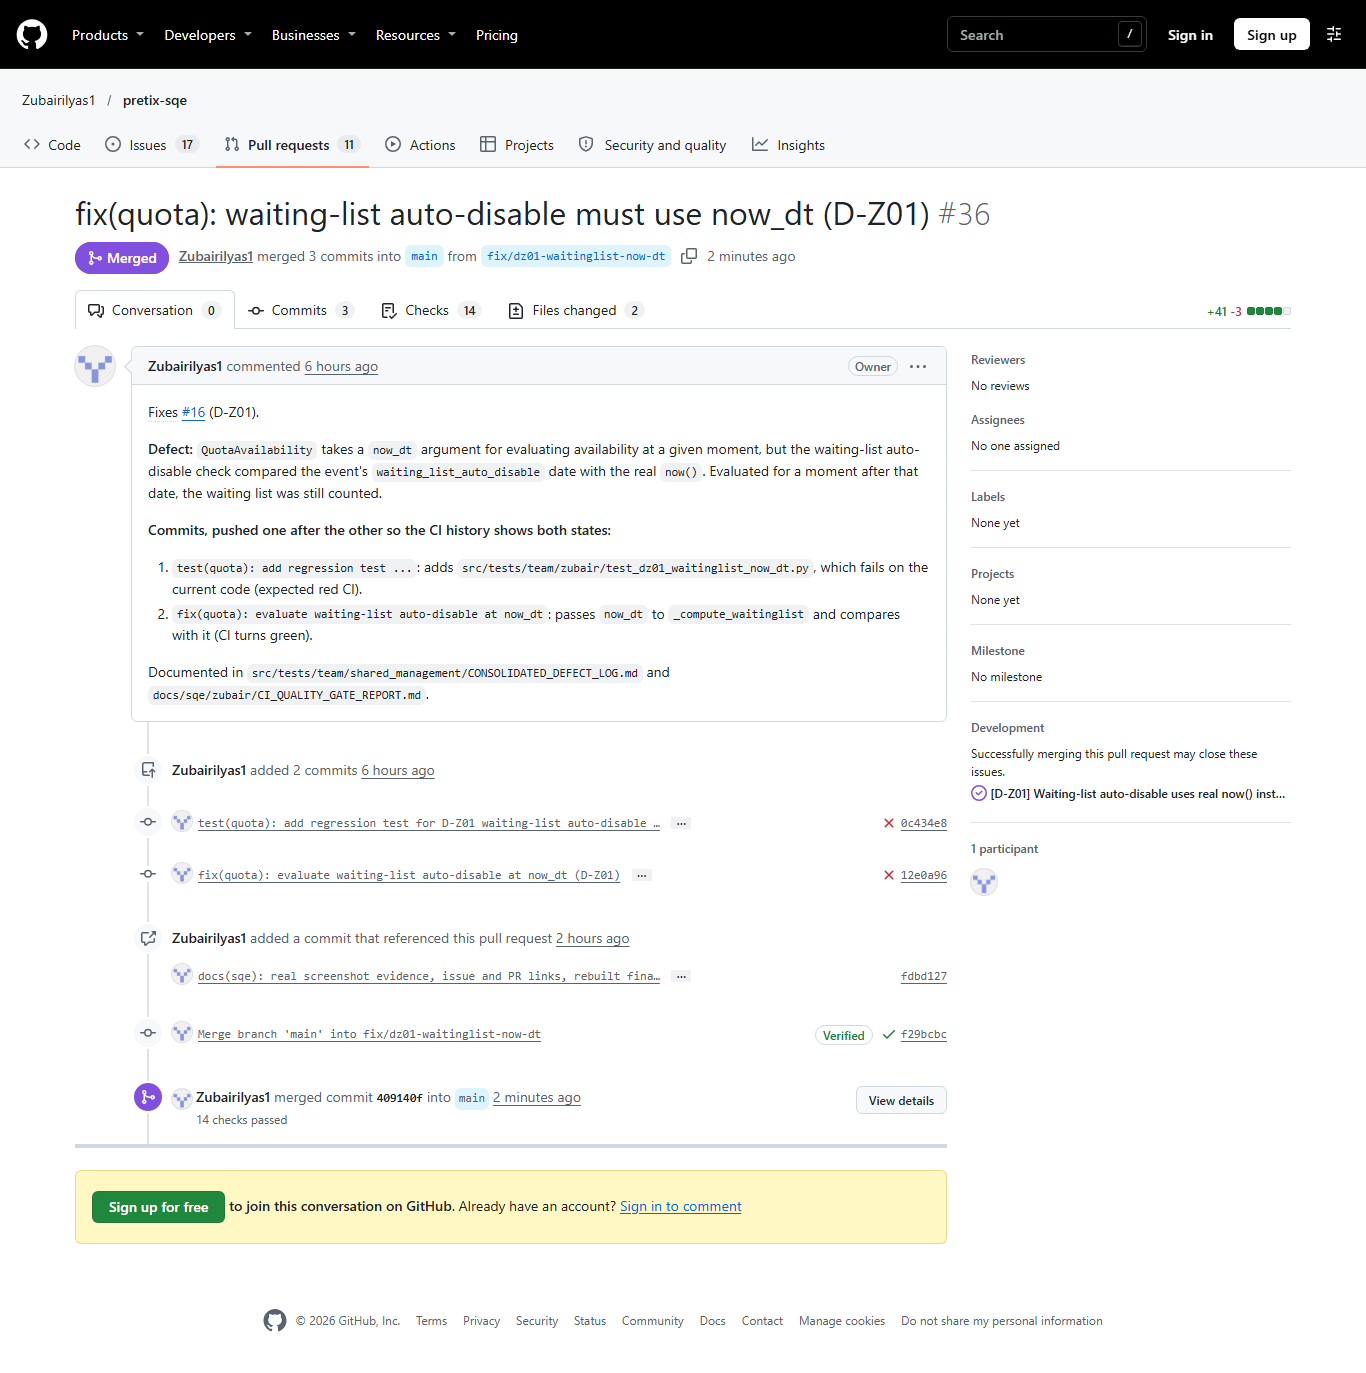 Products Developers Businesses Resources Pricing Search / Sign in Sign up
Zubairilyas1 / pretix-sqe
Code Issues 17 Pull requests 11 Actions Projects Security and quality Insights
fix(quota): waiting-list auto-disable must use now_dt (D-Z01) #36
Merged Zubairilyas1 merged 3 commits into main from fix/dz01-waitinglist-now-dt 2 minutes ago
Conversation 0 Commits 3 Checks 14 Files changed 2 +41 -3
Zubairilyas1 commented 6 hours ago Owner ...
Fixes #16 (D-Z01).
Defect: QuotaAvailability takes a now_dt argument for evaluating availability at a given moment, but the waiting-list auto-
disable check compared the event's waiting_list_auto_disable date with the real now(). Evaluated for a moment after that
date, the waiting list was still counted.
Commits, pushed one after the other so the CI history shows both states:
1. test(quota): add regression test ... : adds src/tests/team/zubair/test_dz01_waitinglist_now_dt.py, which fails on the
current code (expected red CI).
2. fix(quota): evaluate waiting-list auto-disable at now_dt : passes now_dt to _compute_waitinglist and compares
with it (CI turns green).
Documented in src/tests/team/shared_management/CONSOLIDATED_DEFECT_LOG.md and
docs/sqe/zubair/CI_QUALITY_GATE_REPORT.md.
Zubairilyas1 added 2 commits 6 hours ago
test(quota): add regression test for D-Z01 waiting-list auto-disable … ... 0c434e8
fix(quota): evaluate waiting-list auto-disable at now_dt (D-Z01) ... 12e0a96
Zubairilyas1 added a commit that referenced this pull request 2 hours ago
docs(sqe): real screenshot evidence, issue and PR links, rebuilt fina… ... fdbd127
Merge branch 'main' into fix/dz01-waitinglist-now-dt Verified f29bcbc
Zubairilyas1 merged commit 409140f into main 2 minutes ago View details
14 checks passed
Reviewers
No reviews
Assignees
No one assigned
Labels
None yet
Projects
None yet
Milestone
No milestone
Development
Successfully merging this pull request may close these
issues.
[D-Z01] Waiting-list auto-disable uses real now() inst...
1 participant
Sign up for free to join this conversation on GitHub. Already have an account? Sign in to comment
© 2026 GitHub, Inc. Terms Privacy Security Status Community Docs Contact Manage cookies Do not share my personal information